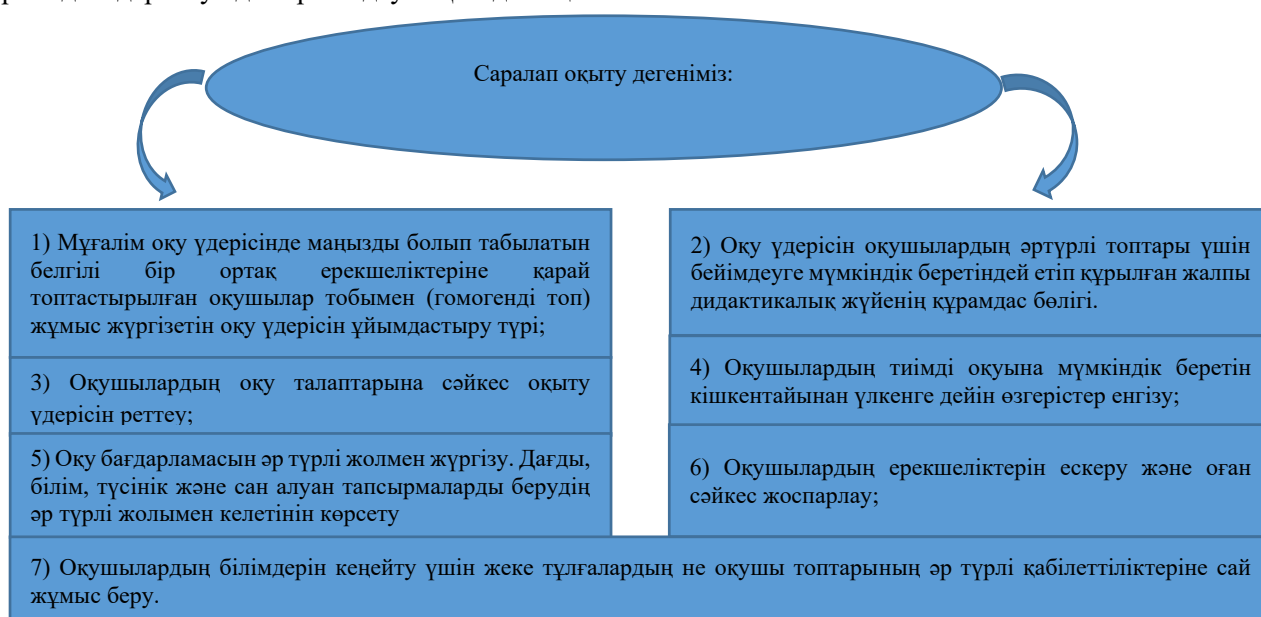 Саралап оқыту дегеніміз:
1) Мұғалім оқу үдерісінде маңызды болып табылатын
белгілі бір ортақ ерекшеліктеріне қарай
топтастырылған оқушылар тобымен (гомогенді топ)
жұмыс жүргізетін оқу үдерісін ұйымдастыру түрі;
2) Оқу үдерісін оқушылардың әртүрлі топтары үшін
бейімдеуге мүмкіндік беретіндей етіп құрылған жалпы
дидактикалық жүйенің құрамдас бөлігі.
3) Оқушылардың оқу талаптарына сәйкес оқыту
үдерісін реттеу;
4) Оқушылардың тиімді оқуына мүмкіндік беретін
кішкентайынан үлкенге дейін өзгерістер енгізу;
5) Оқу бағдарламасын әр түрлі жолмен жүргізу. Дағды,
білім, түсінік және сан алуан тапсырмаларды берудің
әр түрлі жолымен келетінін көрсету
6) Оқушылардың ерекшеліктерін ескеру және оған
сәйкес жоспарлау;
7) Оқушылардың білімдерін кеңейту үшін жеке тұлғалардың не оқушы топтарының әр түрлі қабілеттіліктеріне сай
жұмыс беру.